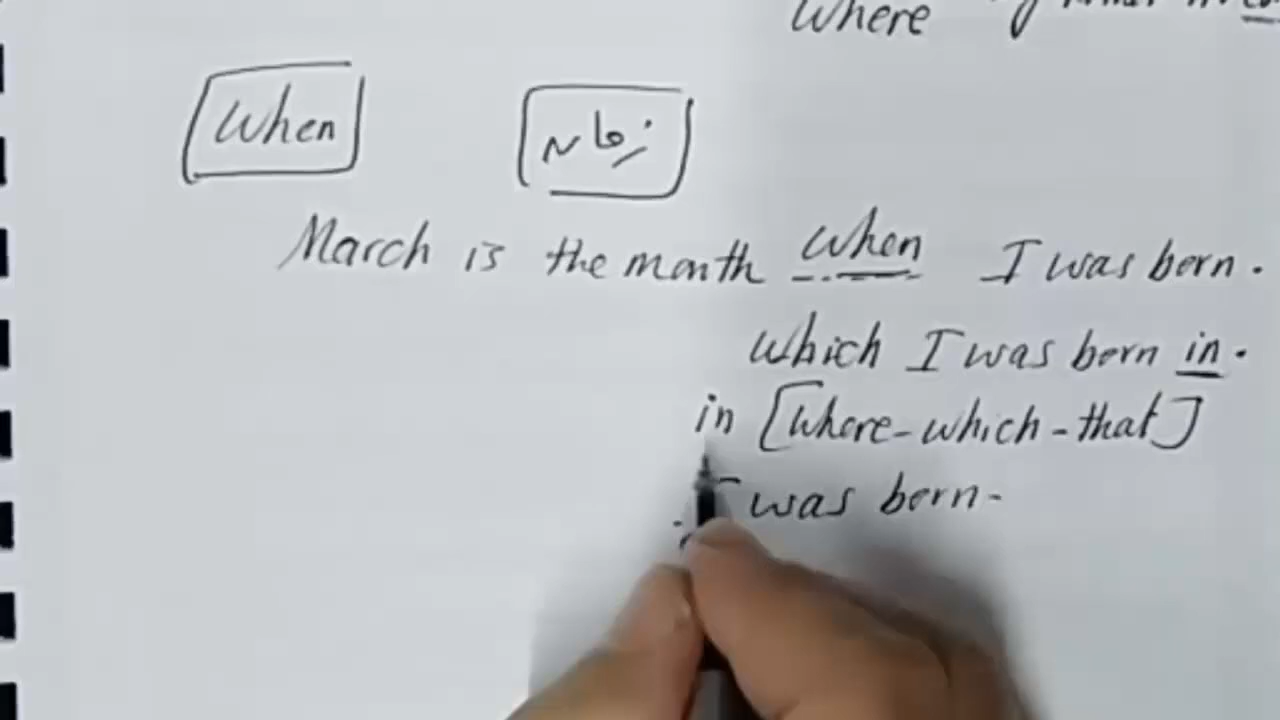 Where
When زمان
March is the month when I was born.
which I was born in.
in [where-which-that]
I was born.